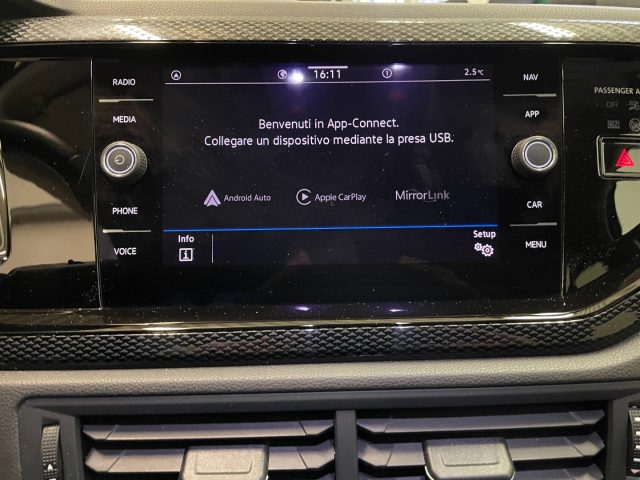 RADIO
MEDIA
PHONE
VOICE
16:11
1
2.5°C
Benvenuti in App-Connect.
Collegare un dispositivo mediante la presa USB.
Android Auto
Apple CarPlay
MirrorLink
Info
Setup
NAV
APP
CAR
MENU
PASSENGER A
OFF